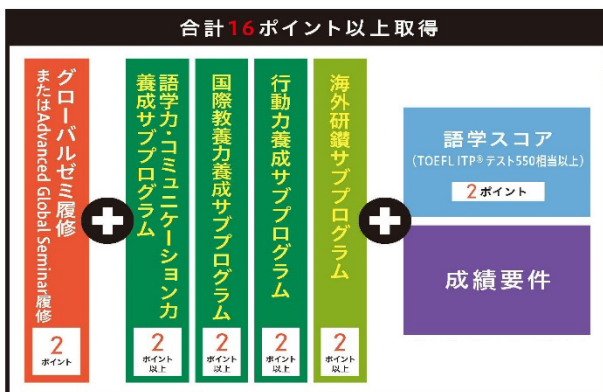 合計16ポイント以上取得
グローバルゼミ履修
またはAdvanced Global Seminar履修
2
ポイント
語学力・コミュニケーション力
養成サブプログラム
2
ポイント
以上
国際教養力養成サブプログラム
2
ポイント
以上
行動力養成サブプログラム
2
ポイント
以上
海外研鑽サブプログラム
2
ポイント
以上
語学スコア
(TOEFL ITP®テスト550相当以上)
2ポイント
成績要件